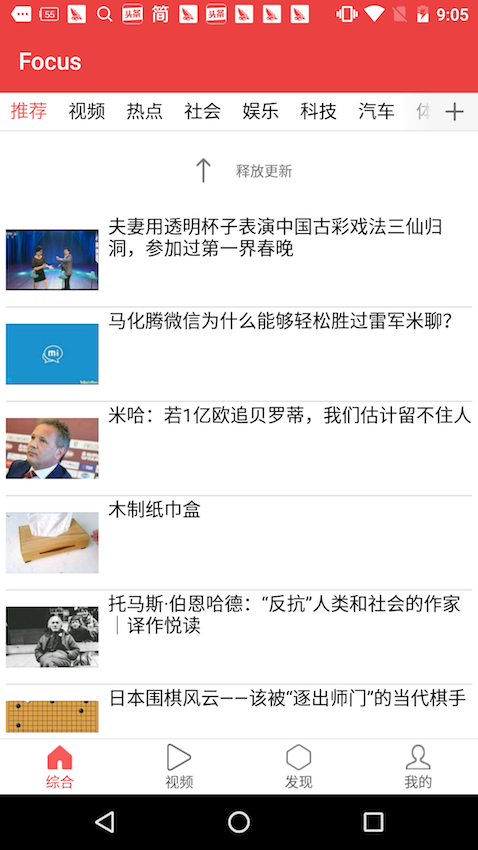 55
头条
简
头条
9:05
Focus
推荐 视频 热点 社会 娱乐 科技 汽车
释放更新
夫妻用透明杯子表演中国古彩戏法三仙归
洞，参加过第一界春晚
马化腾微信为什么能够轻松胜过雷军米聊？
mi
米哈：若1亿欧追贝罗蒂，我们估计留不住人
木制纸巾盒
托马斯·伯恩哈德：“反抗”人类和社会的作家
｜译作悦读
日本围棋风云——该被“逐出师门”的当代棋手
综合 视频 发现 我的